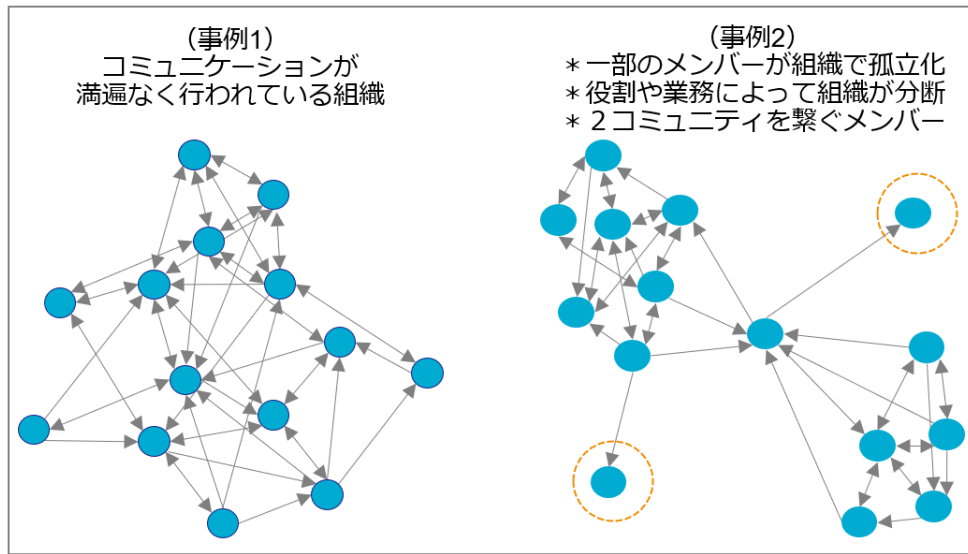 （事例1）
コミュニケーションが
満遍なく行われている組織
（事例2）
＊一部のメンバーが組織で孤立化
＊役割や業務によって組織が分断
＊２コミュニティを繋ぐメンバー